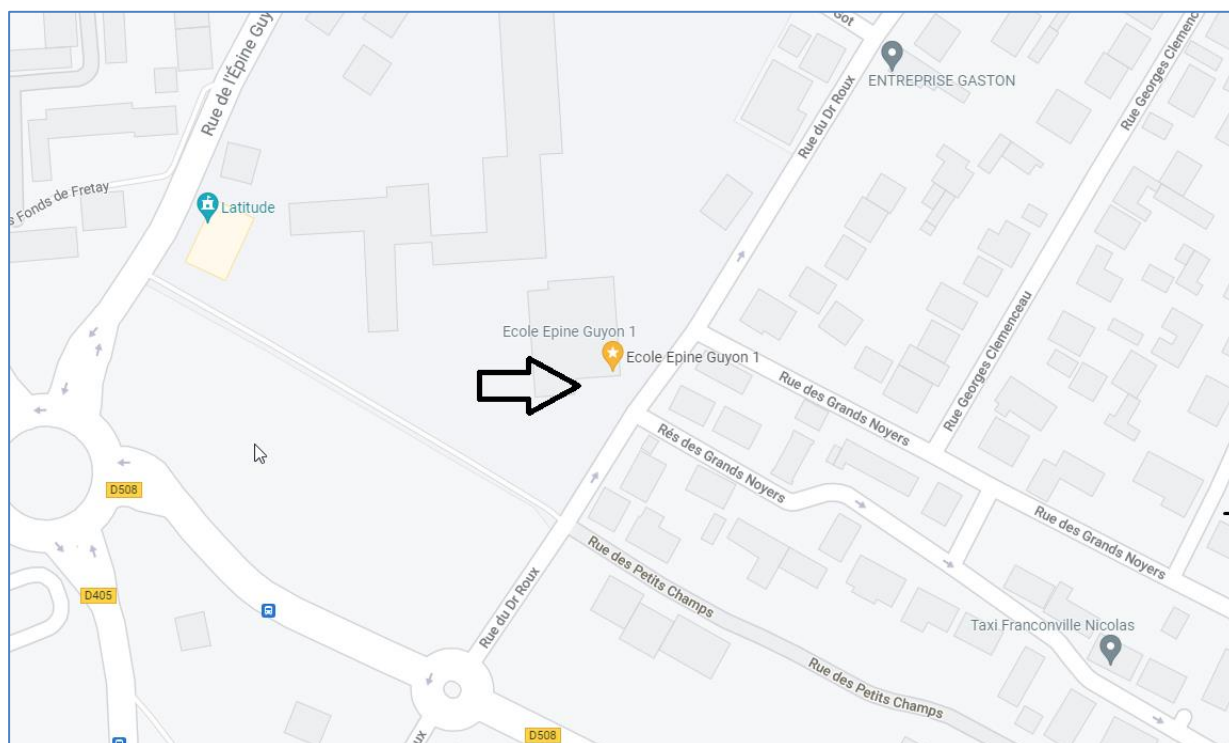 Got
Rue de l'Épine Guy
ENTREPRISE GASTON
Rue Georges Clemenc
Rue du Dr Roux
s Fonds de Fretay
Latitude
Ecole Epine Guyon 1
Ecole Epine Guyon 1
Rue Georges Clemenceau
Rue des Grands Noyers
Rés des Grands Noyers
D508
Rue des Grands Noyers
Rue des Petits Champs
D405
Rue du Dr Roux
Taxi Franconville Nicolas
Rue des Petits Champs
ux
D508